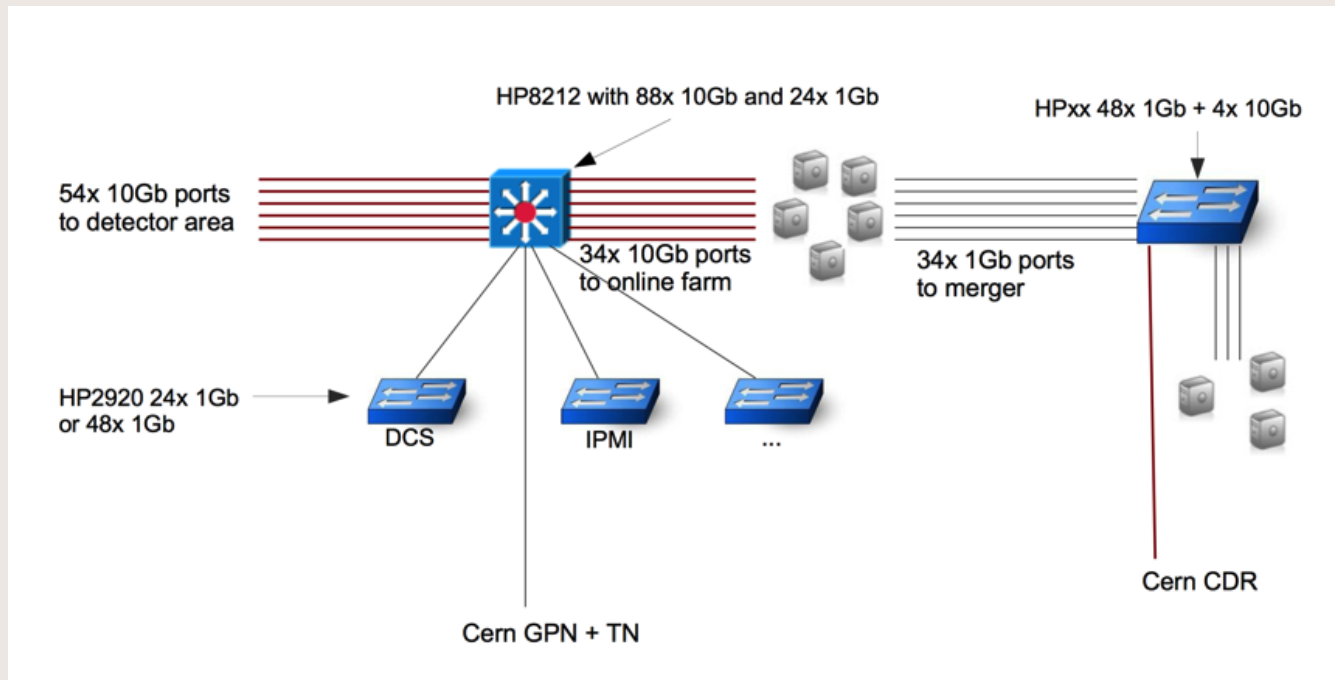 HP8212 with 88x 10Gb and 24x 1Gb
HPxx 48x 1Gb + 4x 10Gb
54x 10Gb ports
to detector area
34x 10Gb ports
to online farm
34x 1Gb ports
to merger
HP2920 24x 1Gb
or 48x 1Gb
DCS
IPMI
...
Cern CDR
Cern GPN + TN